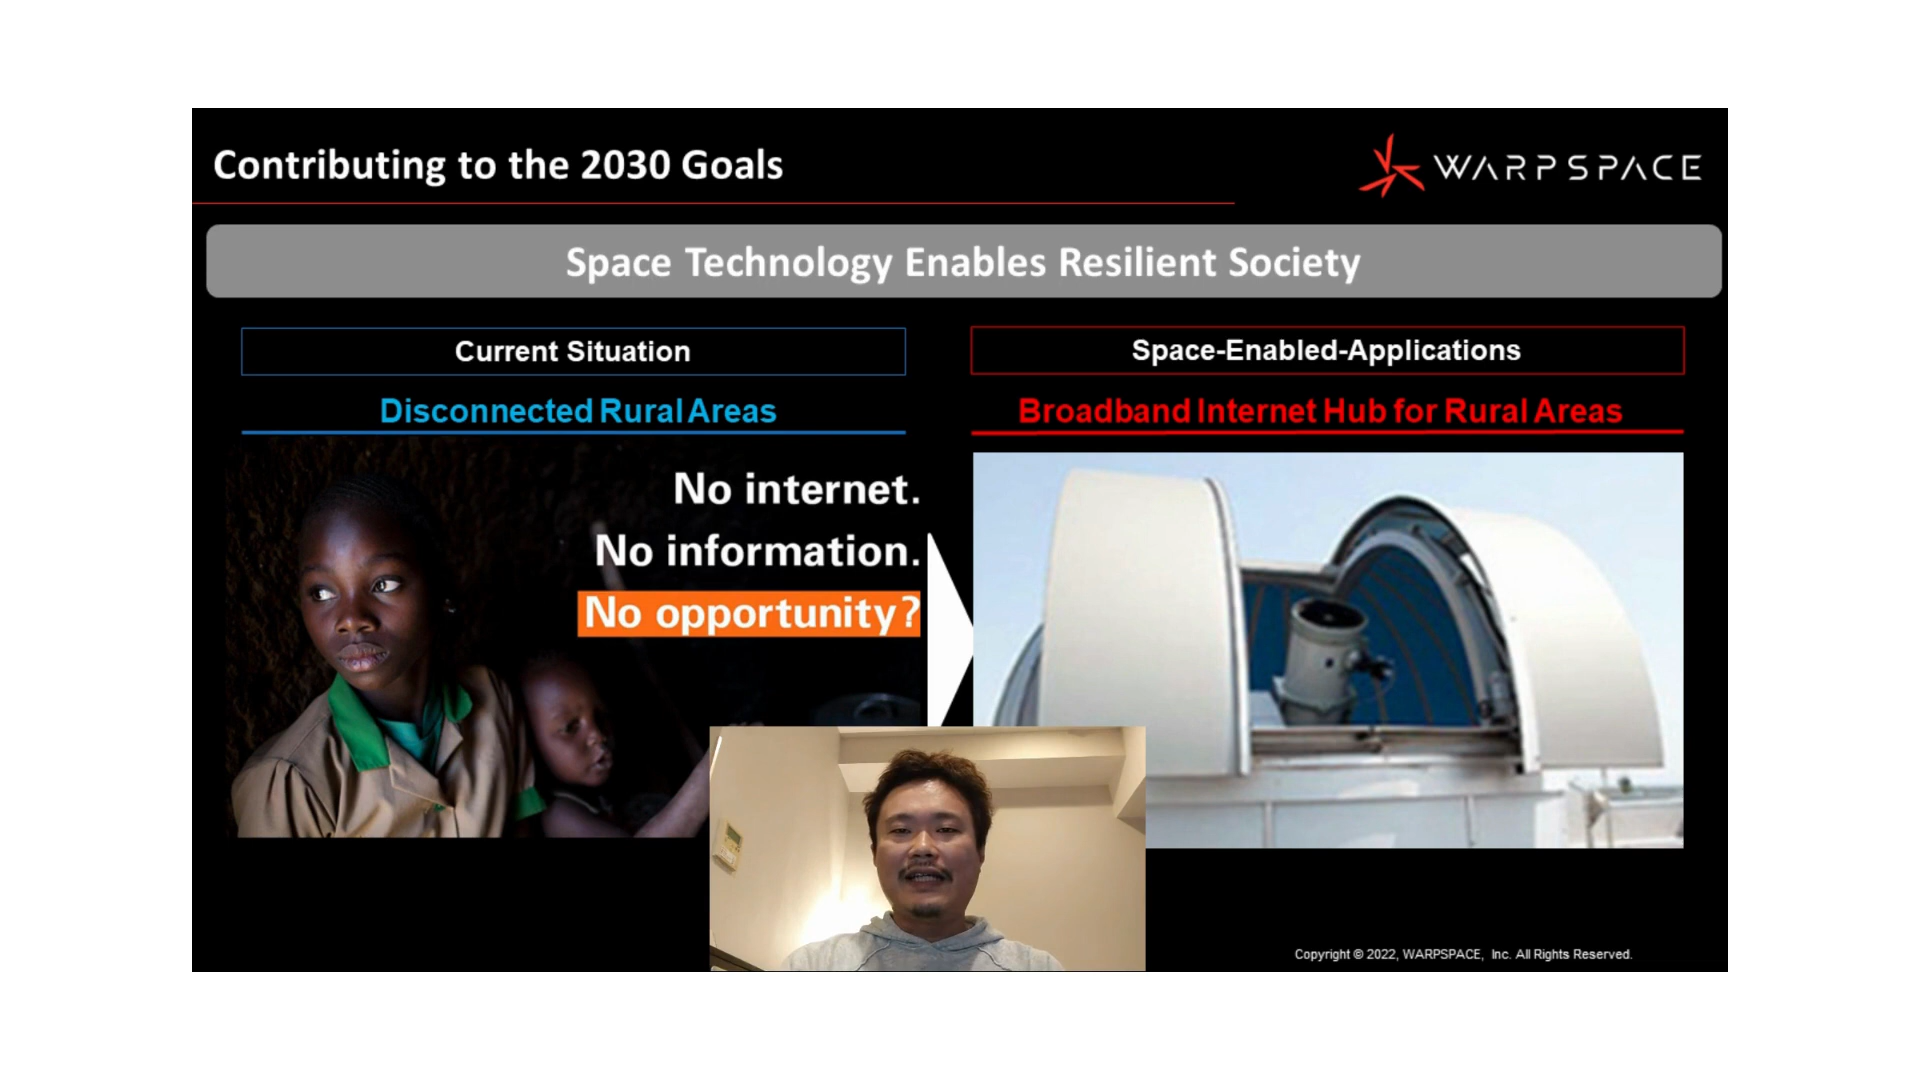 Contributing to the 2030 Goals
WARPSPACE
Space Technology Enables Resilient Society
Current Situation
Disconnected Rural Areas
No internet.
No information.
No opportunity?
Space-Enabled-Applications
Broadband Internet Hub for Rural Areas
Copyright © 2022, WARPSPACE, Inc. All Rights Reserved.